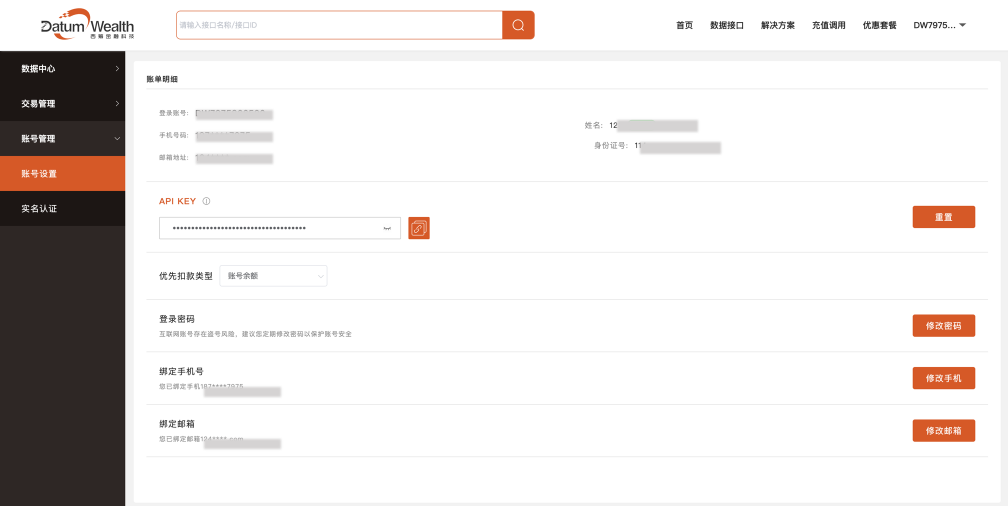 Datum Wealth
西筹金融科技
请输入接口名称/接口ID
首页 数据接口 解决方案 充值调用 优惠套餐 DW7975...
数据中心
交易管理
账号管理
账号设置
实名认证
账单明细
登录账号:
手机号码:
邮箱地址:
姓名: 12
身份证号: 11
API KEY
重置
优先扣款类型 账号余额
登录密码
互联网账号存在盗号风险，建议您定期修改密码以保护账号安全
修改密码
绑定手机号
您已绑定手机187****7975
修改手机
绑定邮箱
您已绑定邮箱134****.com
修改邮箱